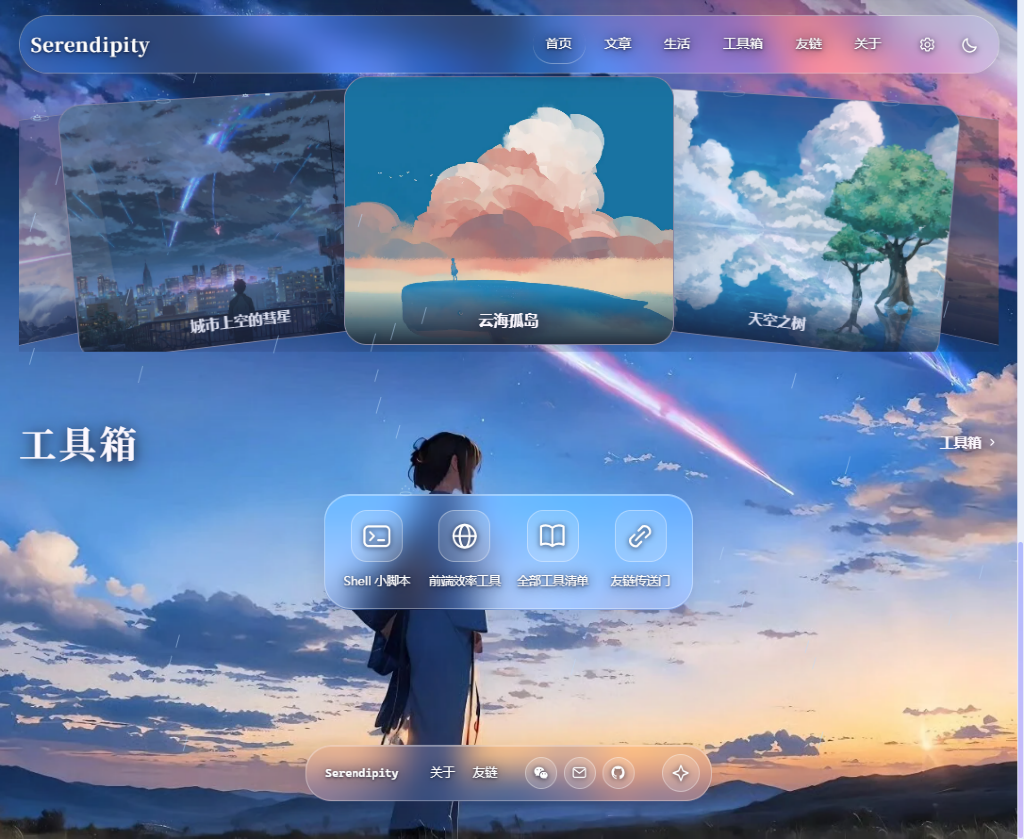 Serendipity
首页 文章 生活 工具箱 友链 关于
城市上空的彗星
云海孤岛
天空之树
工具箱
工具箱 ›
Shell 小脚本 前端效率工具 全部工具清单 友链传送门
Serendipity 关于 友链